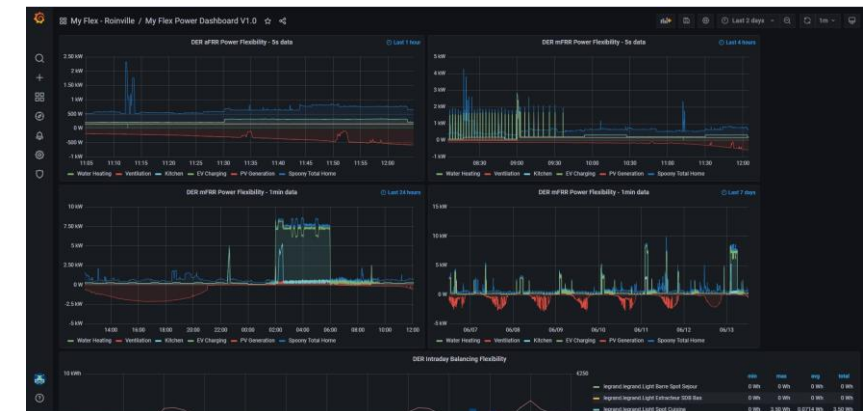 My Flex - Roinville / My Flex Power Dashboard V1.0
Last 2 days
1m
DER aFRR Power Flexibility - 5s data
Last 1 hour
2.50 kW
2 kW
1.50 kW
1 kW
500 W
0 W
-500 W
-1 kW
11:05 11:10 11:15 11:20 11:25 11:30 11:35 11:40 11:45 11:50 11:55 12:00
Water Heating Ventilation Kitchen EV Charging PV Generation Spoony Total Home
DER mFRR Power Flexibility - 5s data
Last 4 hours
5 kW
4 kW
3 kW
2 kW
1 kW
0 W
-1 kW
08:30 09:00 09:30 10:00 10:30 11:00 11:30 12:00
Water Heating Ventilation Kitchen EV Charging PV Generation Spoony Total Home
DER mFRR Power Flexibility - 1min data
Last 24 hours
10 kW
7.50 kW
5 kW
2.50 kW
0 W
-2.5 kW
-5 kW
14:00 16:00 18:00 20:00 22:00 00:00 02:00 04:00 06:00 08:00 10:00 12:00
Water Heating Ventilation Kitchen EV Charging PV Generation Spoony Total Home
DER mFRR Power Flexibility - 1min data
Last 7 days
15 kW
10 kW
5 kW
0 W
-5 kW
06/07 06/08 06/09 06/10 06/11 06/12 06/13
Water Heating Ventilation Kitchen EV Charging PV Generation Spoony Total Home
DER Intraday Balancing Flexibility
10 kWh
€250
min max avg total
legrand.legrand.Light Barre Spot Sejour 0 Wh 0 Wh 0 Wh 0 Wh
legrand.legrand.Light Extracteur SDB Bas 0 Wh 0 Wh 0 Wh 0 Wh
legrand.legrand.Light Spot Cuisine 0 Wh 3.50 Wh 0.0714 Wh 3.50 Wh